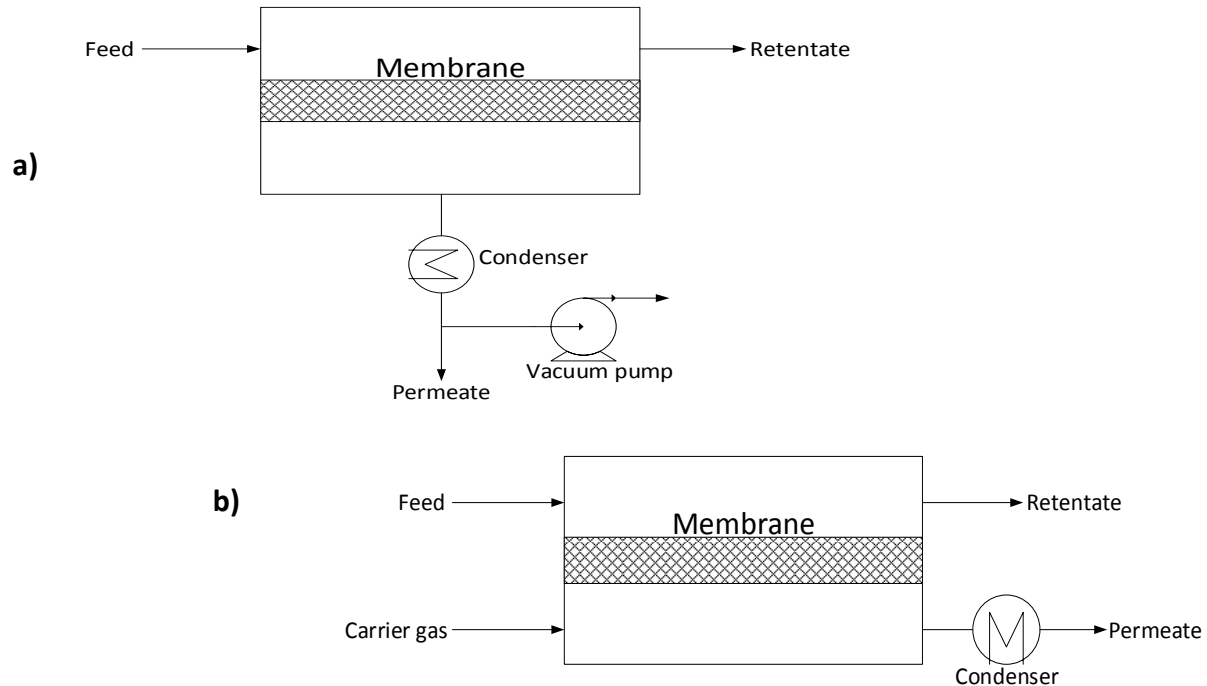 Feed
Retentate
Membrane
a)
Condenser
Vacuum pump
Permeate
b)
Feed
Retentate
Membrane
Carrier gas
Permeate
Condenser